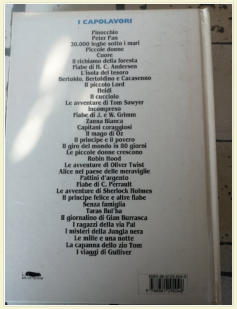 I CAPOLAVORI
Pinocchio
Peter Pan
20.000 leghe sotto i mari
Piccole donne
Cuore
Il richiamo della foresta
Fiabe di H. C. Andersen
L'isola del tesoro
Bertoldo, Bertoldino e Cacasenno
Il piccolo Lord
Heidi
Il cucciolo
Le avventure di Tom Sawyer
Incompreso
Fiabe di J. e W. Grimm
Zanna Bianca
Capitani coraggiosi
Il mago di Oz
Il principe e il povero
Il giro del mondo in 80 giorni
Le piccole donne crescono
Robin Hood
Le avventure di Oliver Twist
Alice nel paese delle meraviglie
Pattini d'argento
Fiabe di C. Perrault
Le avventure di Sherlock Holmes
Il principe felice e altre fiabe
Senza famiglia
Taras Bul'ba
Il giornalino di Gian Burrasca
I ragazzi della via Pal
I misteri della Jungla nera
Le mille e una notte
La capanna dello zio Tom
I viaggi di Gulliver